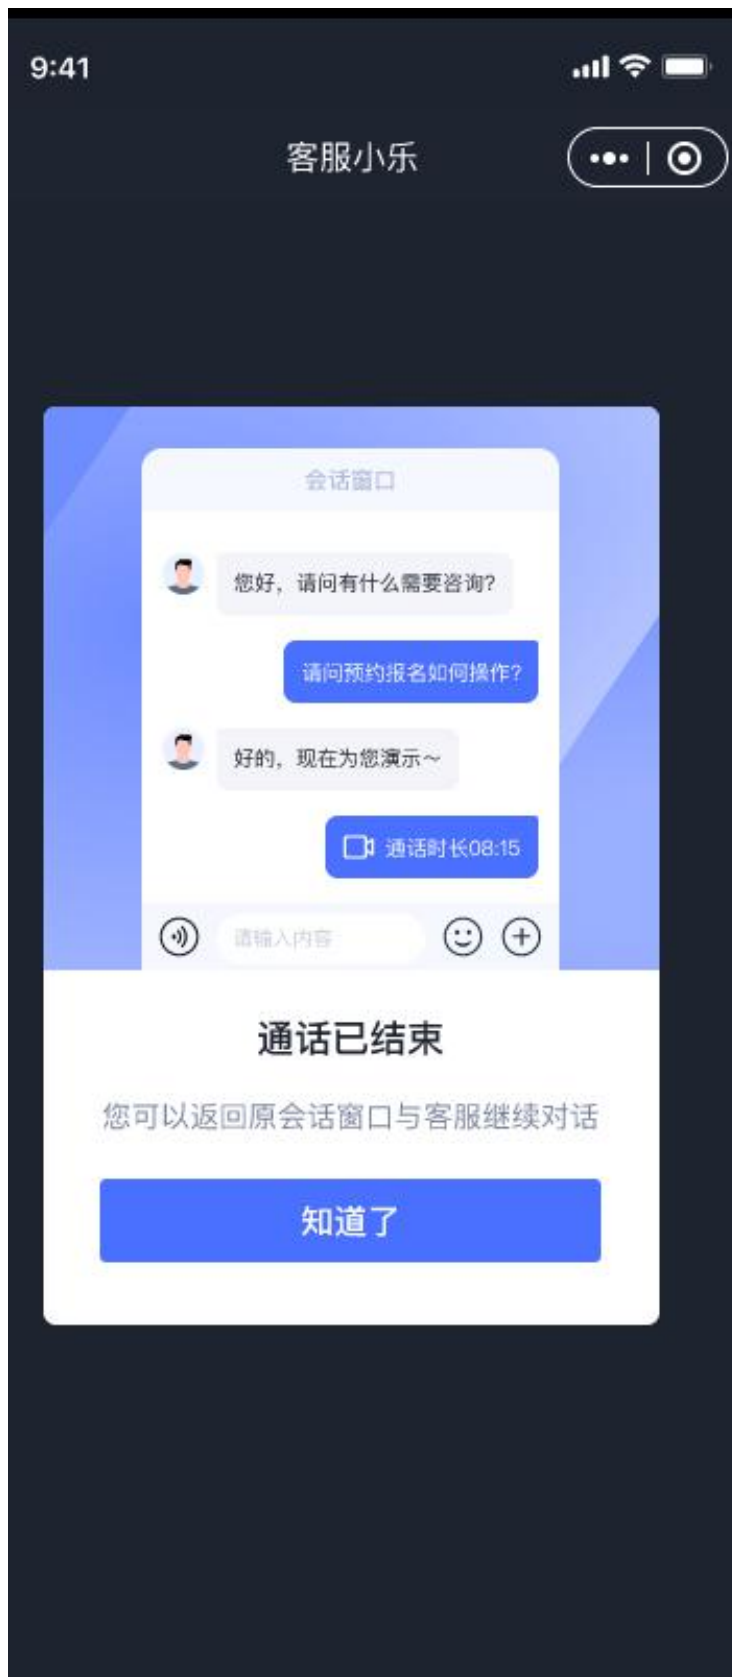 9:41
客服小乐
会话窗口
您好，请问有什么需要咨询?
请问预约报名如何操作?
好的，现在为您演示～
通话时长08:15
请输入内容
通话已结束
您可以返回原会话窗口与客服继续对话
知道了